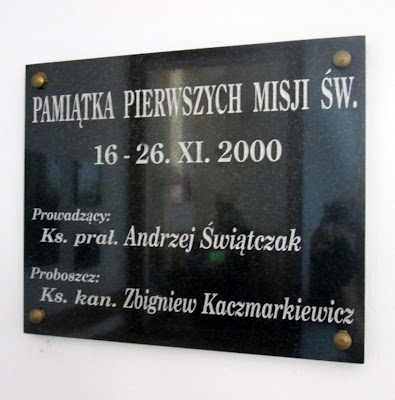 PAMIĄTKA PIERWSZYCH MISJI ŚW.
16 - 26. XI. 2000
Prowadzący:
Ks. prał. Andrzej Świątczak
Proboszcz:
Ks. kan. Zbigniew Kaczmarkiewicz